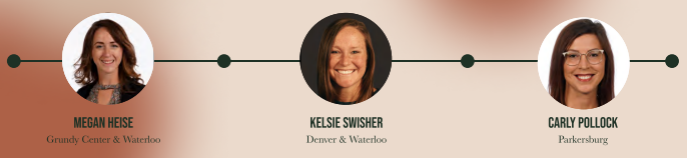 MEGAN HEISE
Grundy Center & Waterloo
KELSIE SWISHER
Denver & Waterloo
CARLY POLLOCK
Parkersburg